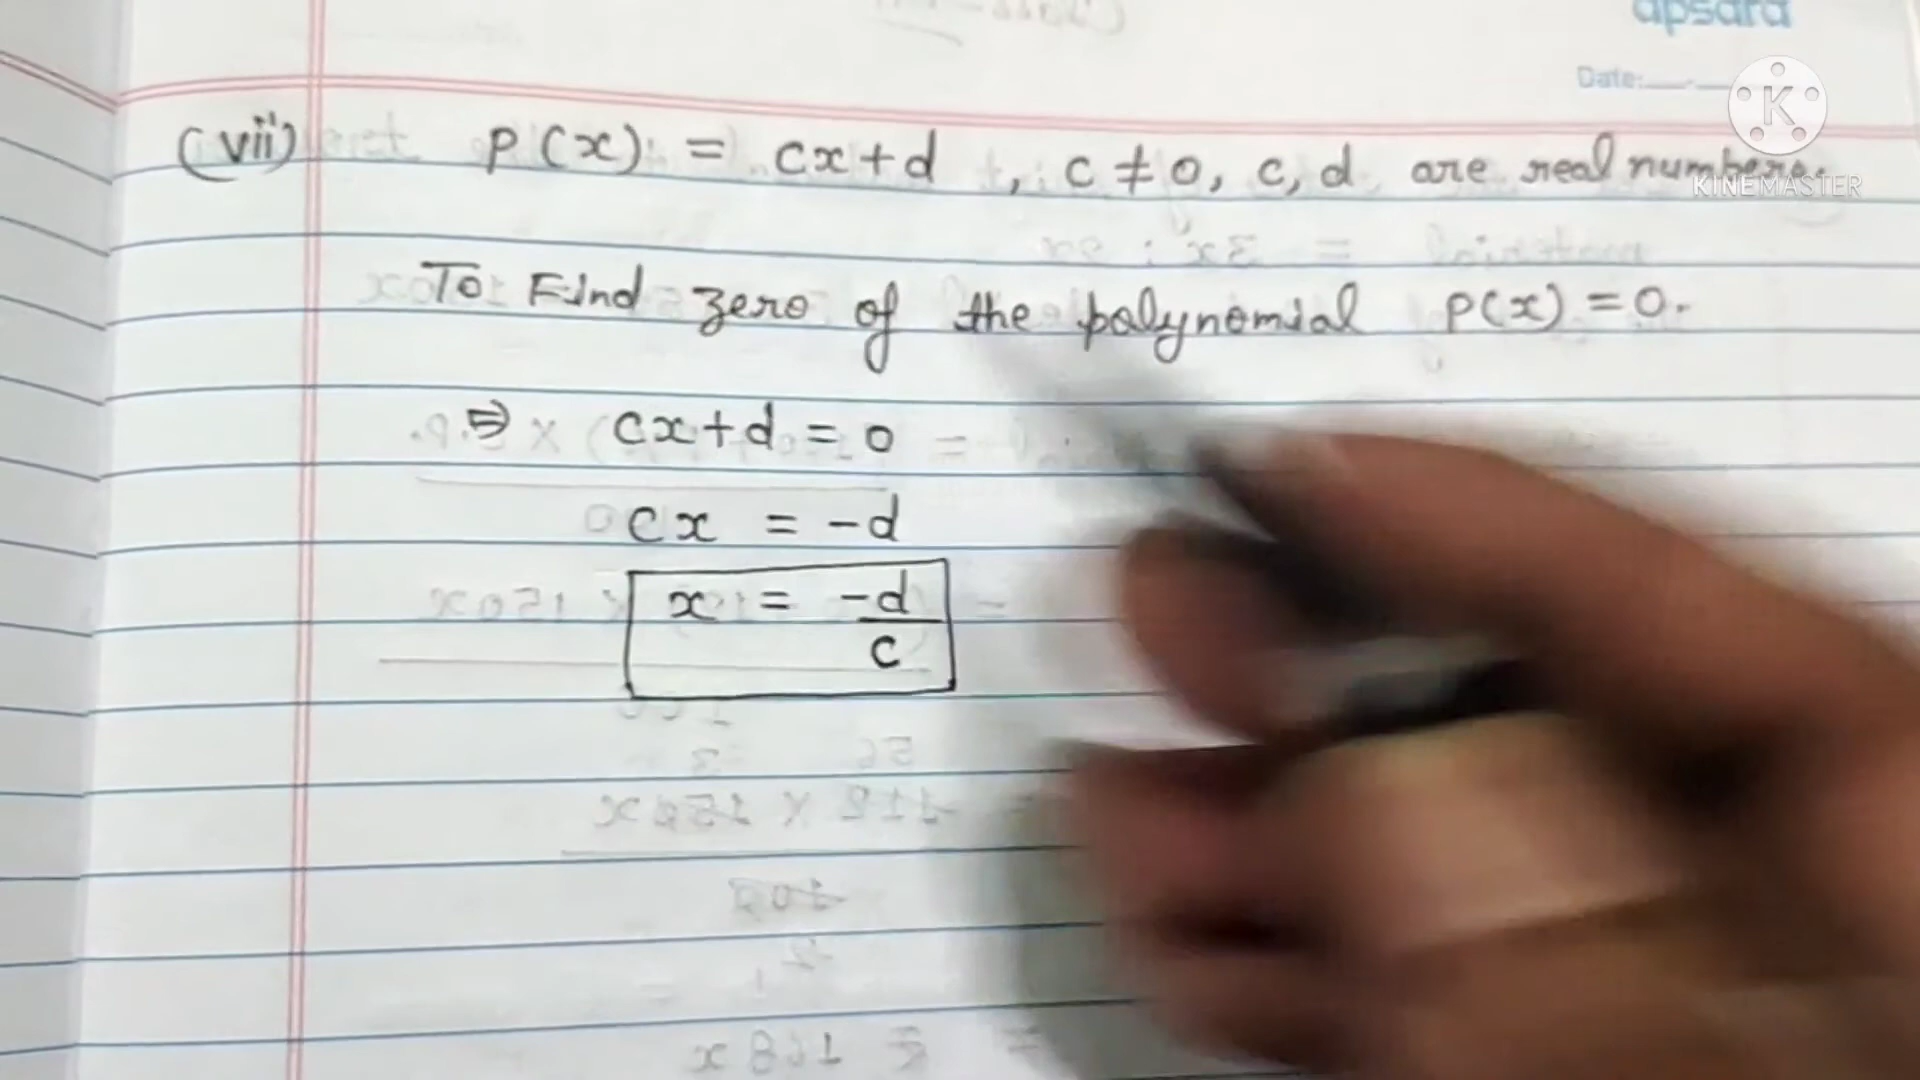 apsara
Date:
K
KINEMASTER
(vii) P(x) = cx+d , c ≠ 0, c, d are real numbers.
To Find zero of the polynomial P(x) = 0.
⇒ cx+d = 0
cx = -d
x = -d/c